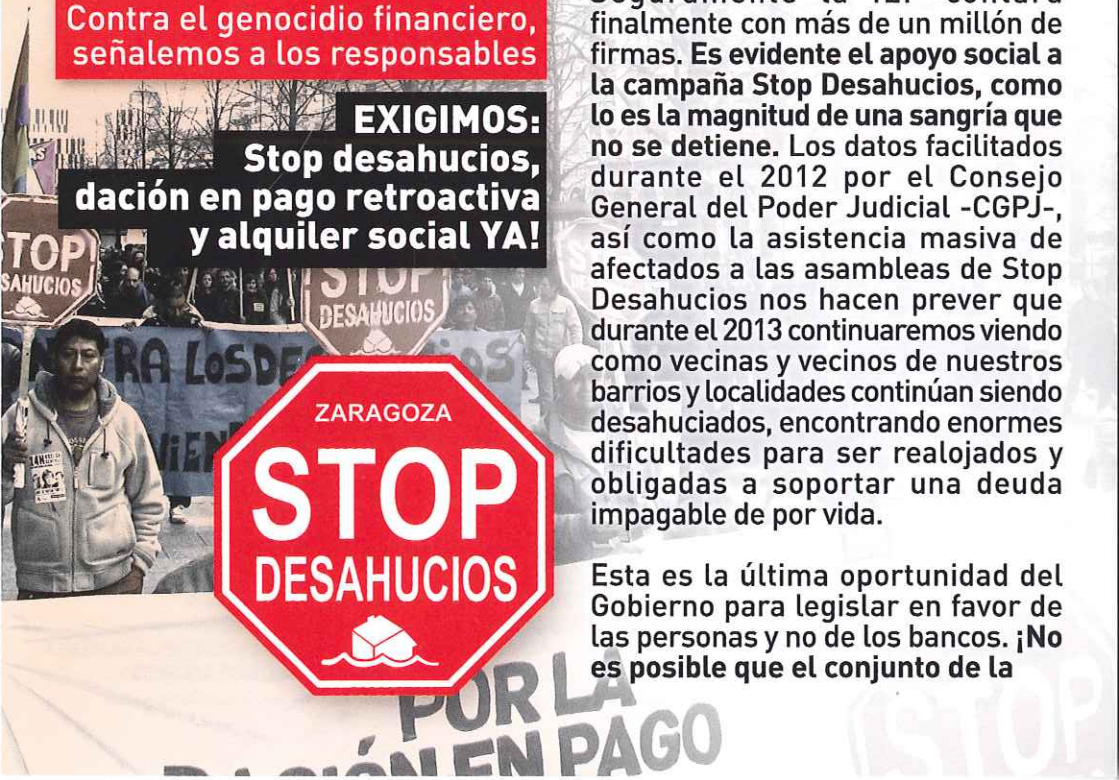 Contra el genocidio financiero,
señalemos a los responsables
EXIGIMOS:
Stop desahucios,
dación en pago retroactiva
y alquiler social YA!
TOP
SAHUCIOS
STOP
DESAHUCIOS
ZARAGOZA
STOP
DESAHUCIOS
POR LA
DACIÓN EN PAGO
finalmente con más de un millón de
firmas. Es evidente el apoyo social a
la campaña Stop Desahucios, como
lo es la magnitud de una sangría que
no se detiene. Los datos facilitados
durante el 2012 por el Consejo
General del Poder Judicial -CGPJ-,
así como la asistencia masiva de
afectados a las asambleas de Stop
Desahucios nos hacen prever que
durante el 2013 continuaremos viendo
como vecinas y vecinos de nuestros
barrios y localidades continúan siendo
desahuciados, encontrando enormes
dificultades para ser realojados y
obligadas a soportar una deuda
impagable de por vida.
Esta es la última oportunidad del
Gobierno para legislar en favor de
las personas y no de los bancos. ¡No
es posible que el conjunto de la
STOP